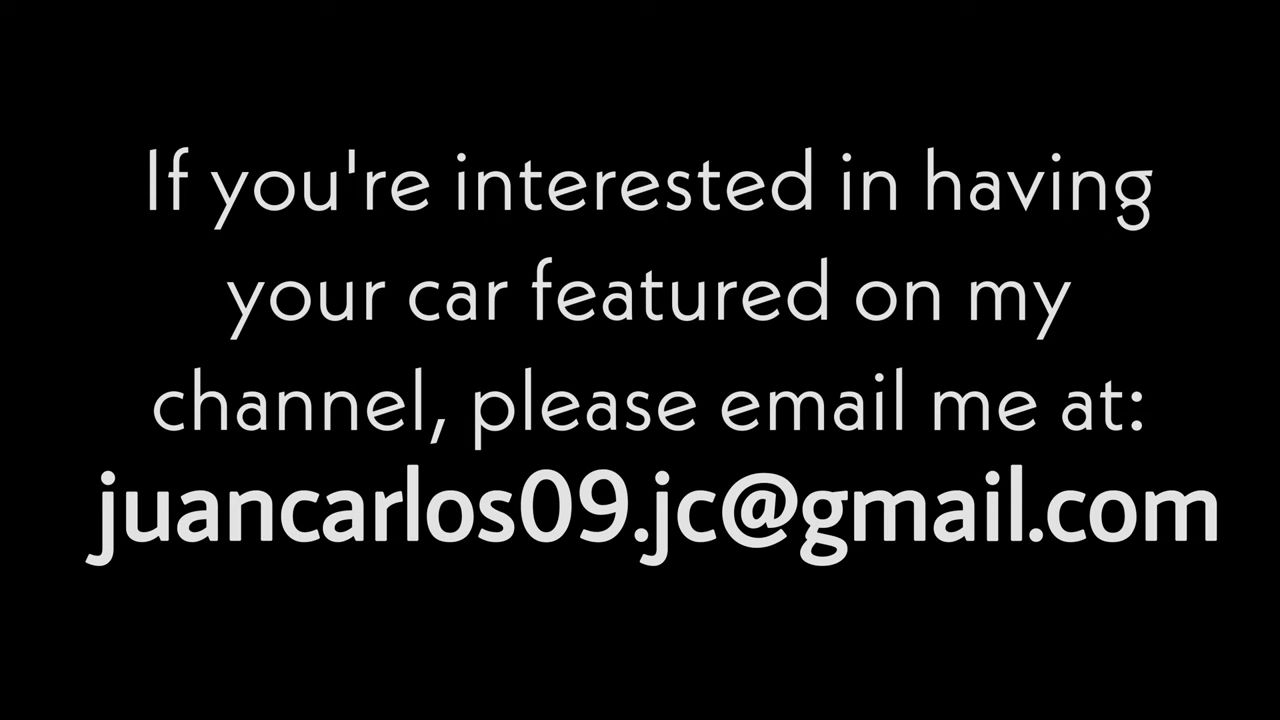 If you're interested in having
your car featured on my
channel, please email me at:
juancarlos09.jc@gmail.com